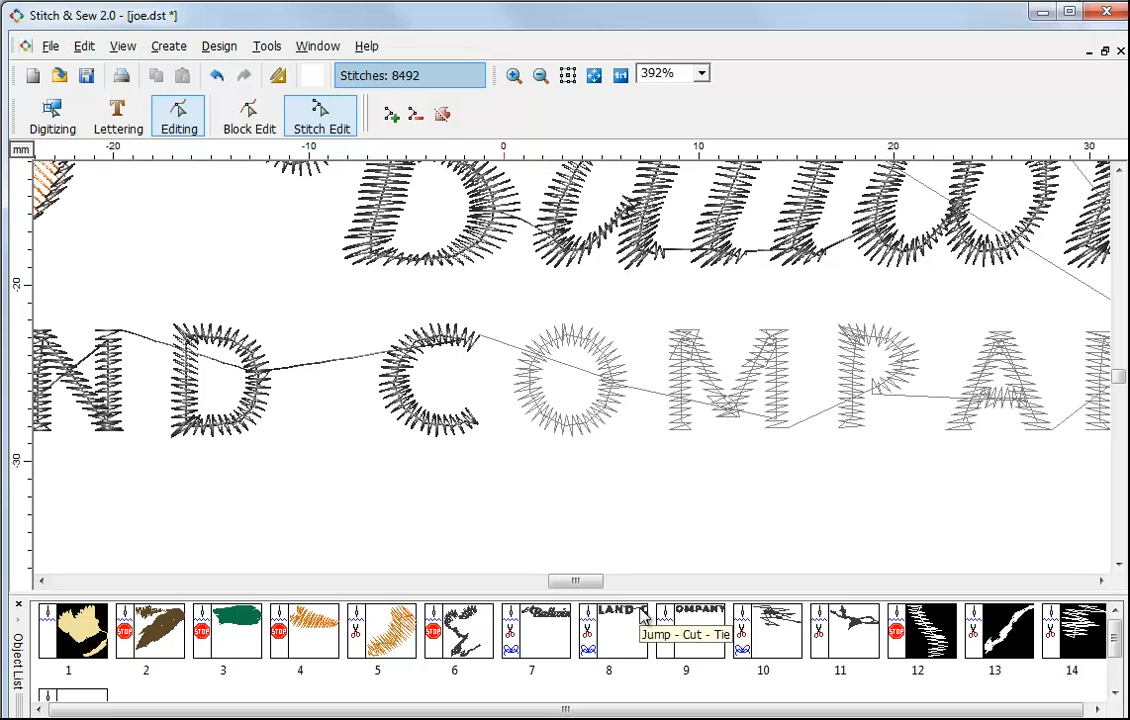 Stitch & Sew 2.0 - [joe.dst *]
File Edit View Create Design Tools Window Help
Stitches: 8492 392%
Digitizing Lettering Editing Block Edit Stitch Edit
mm -20 -10 0 10 20 30
-20
-30
N D C O M P A
Object List
STOP STOP STOP STOP STOP Baldwin LAND OMPANY STOP
Jump - Cut - Tie
1 2 3 4 5 6 7 8 9 10 11 12 13 14